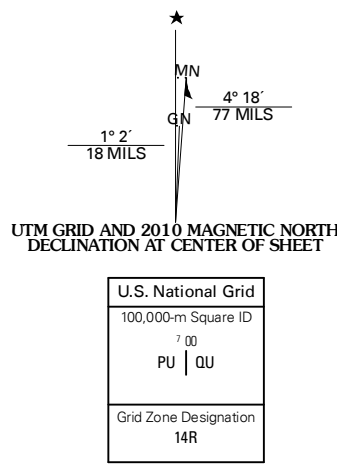 ★
MN
GN
4° 18´
77 MILS
1° 2´
18 MILS
UTM GRID AND 2010 MAGNETIC NORTH
DECLINATION AT CENTER OF SHEET
U.S. National Grid
100,000-m Square ID
7 00
PU | QU
Grid Zone Designation
14R